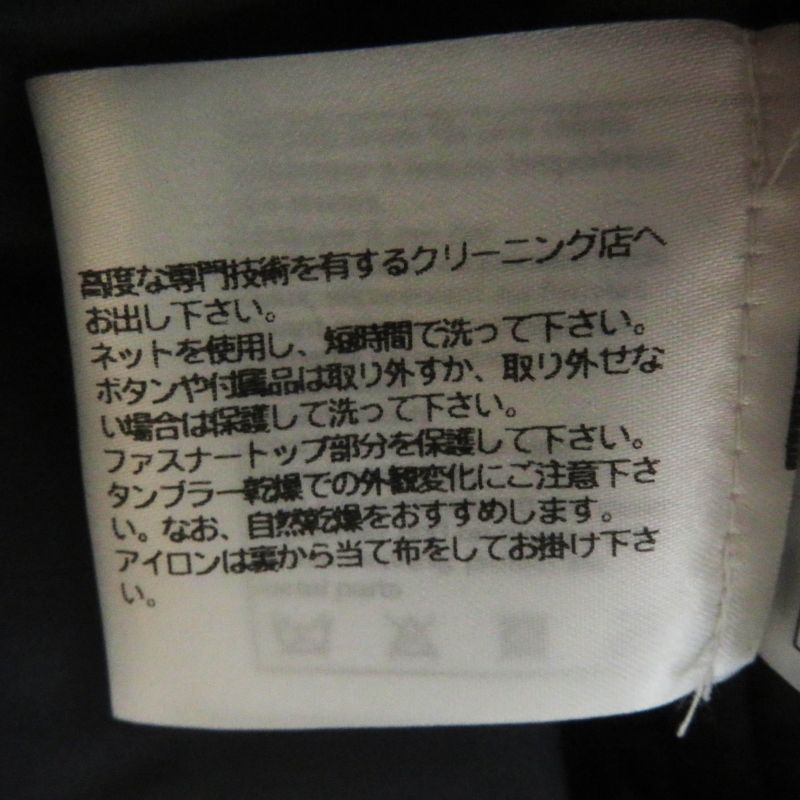 高度な専門技術を有するクリーニング店へ
お出し下さい。
ネットを使用し、短時間で洗って下さい。
ボタンや付属品は取り外すか、取り外せな
い場合は保護して洗って下さい。
ファスナートップ部分を保護して下さい。
タンブラー乾燥での外観変化にご注意下さ
い。なお、自然乾燥をおすすめします。
アイロンは裏から当て布をしてお掛け下さ
い。